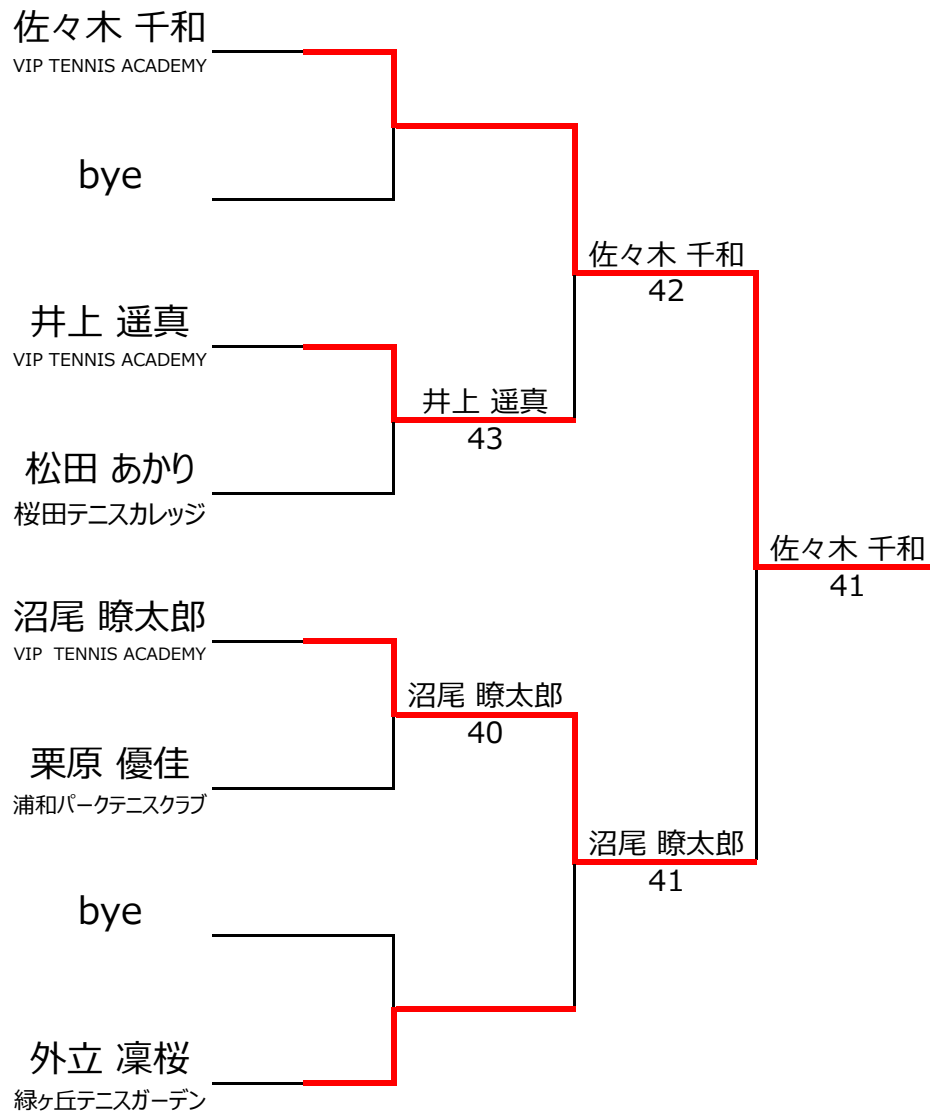 佐々木 千和
VIP TENNIS ACADEMY
bye
佐々木 千和
42
井上 遥真
VIP TENNIS ACADEMY
井上 遥真
43
松田 あかり
桜田テニスカレッジ
佐々木 千和
41
沼尾 瞭太郎
VIP TENNIS ACADEMY
沼尾 瞭太郎
40
栗原 優佳
浦和パークテニスクラブ
沼尾 瞭太郎
41
bye
外立 凜桜
緑ヶ丘テニスガーデン